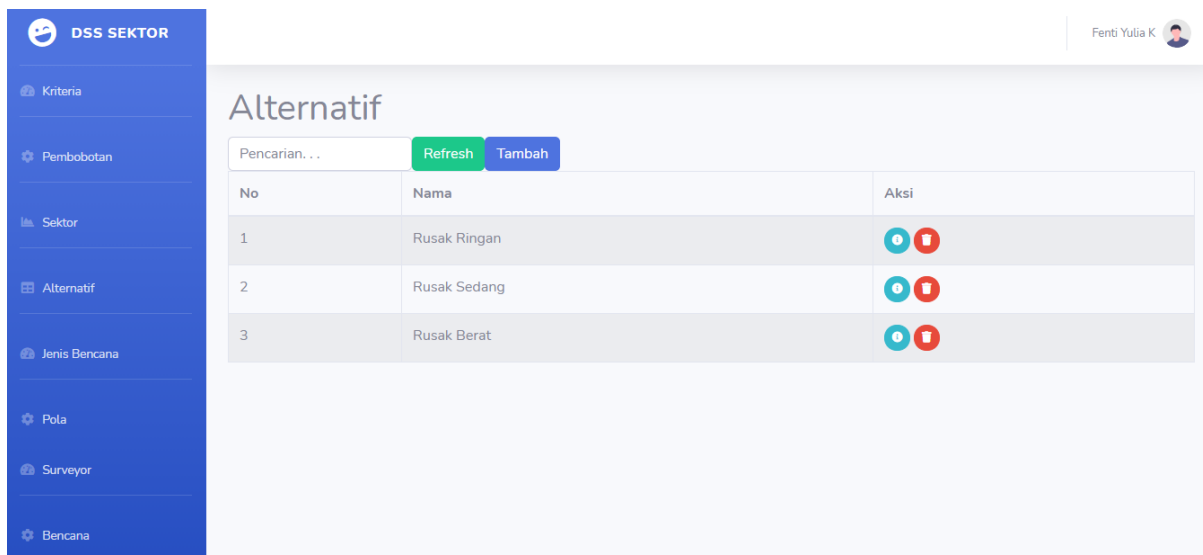 DSS SEKTOR
Fenti Yulia K
Kriteria
Pembobotan
Sektor
Alternatif
Jenis Bencana
Pola
Surveyor
Bencana
Alternatif
Pencarian. . . Refresh Tambah
No Nama Aksi
1 Rusak Ringan
2 Rusak Sedang
3 Rusak Berat